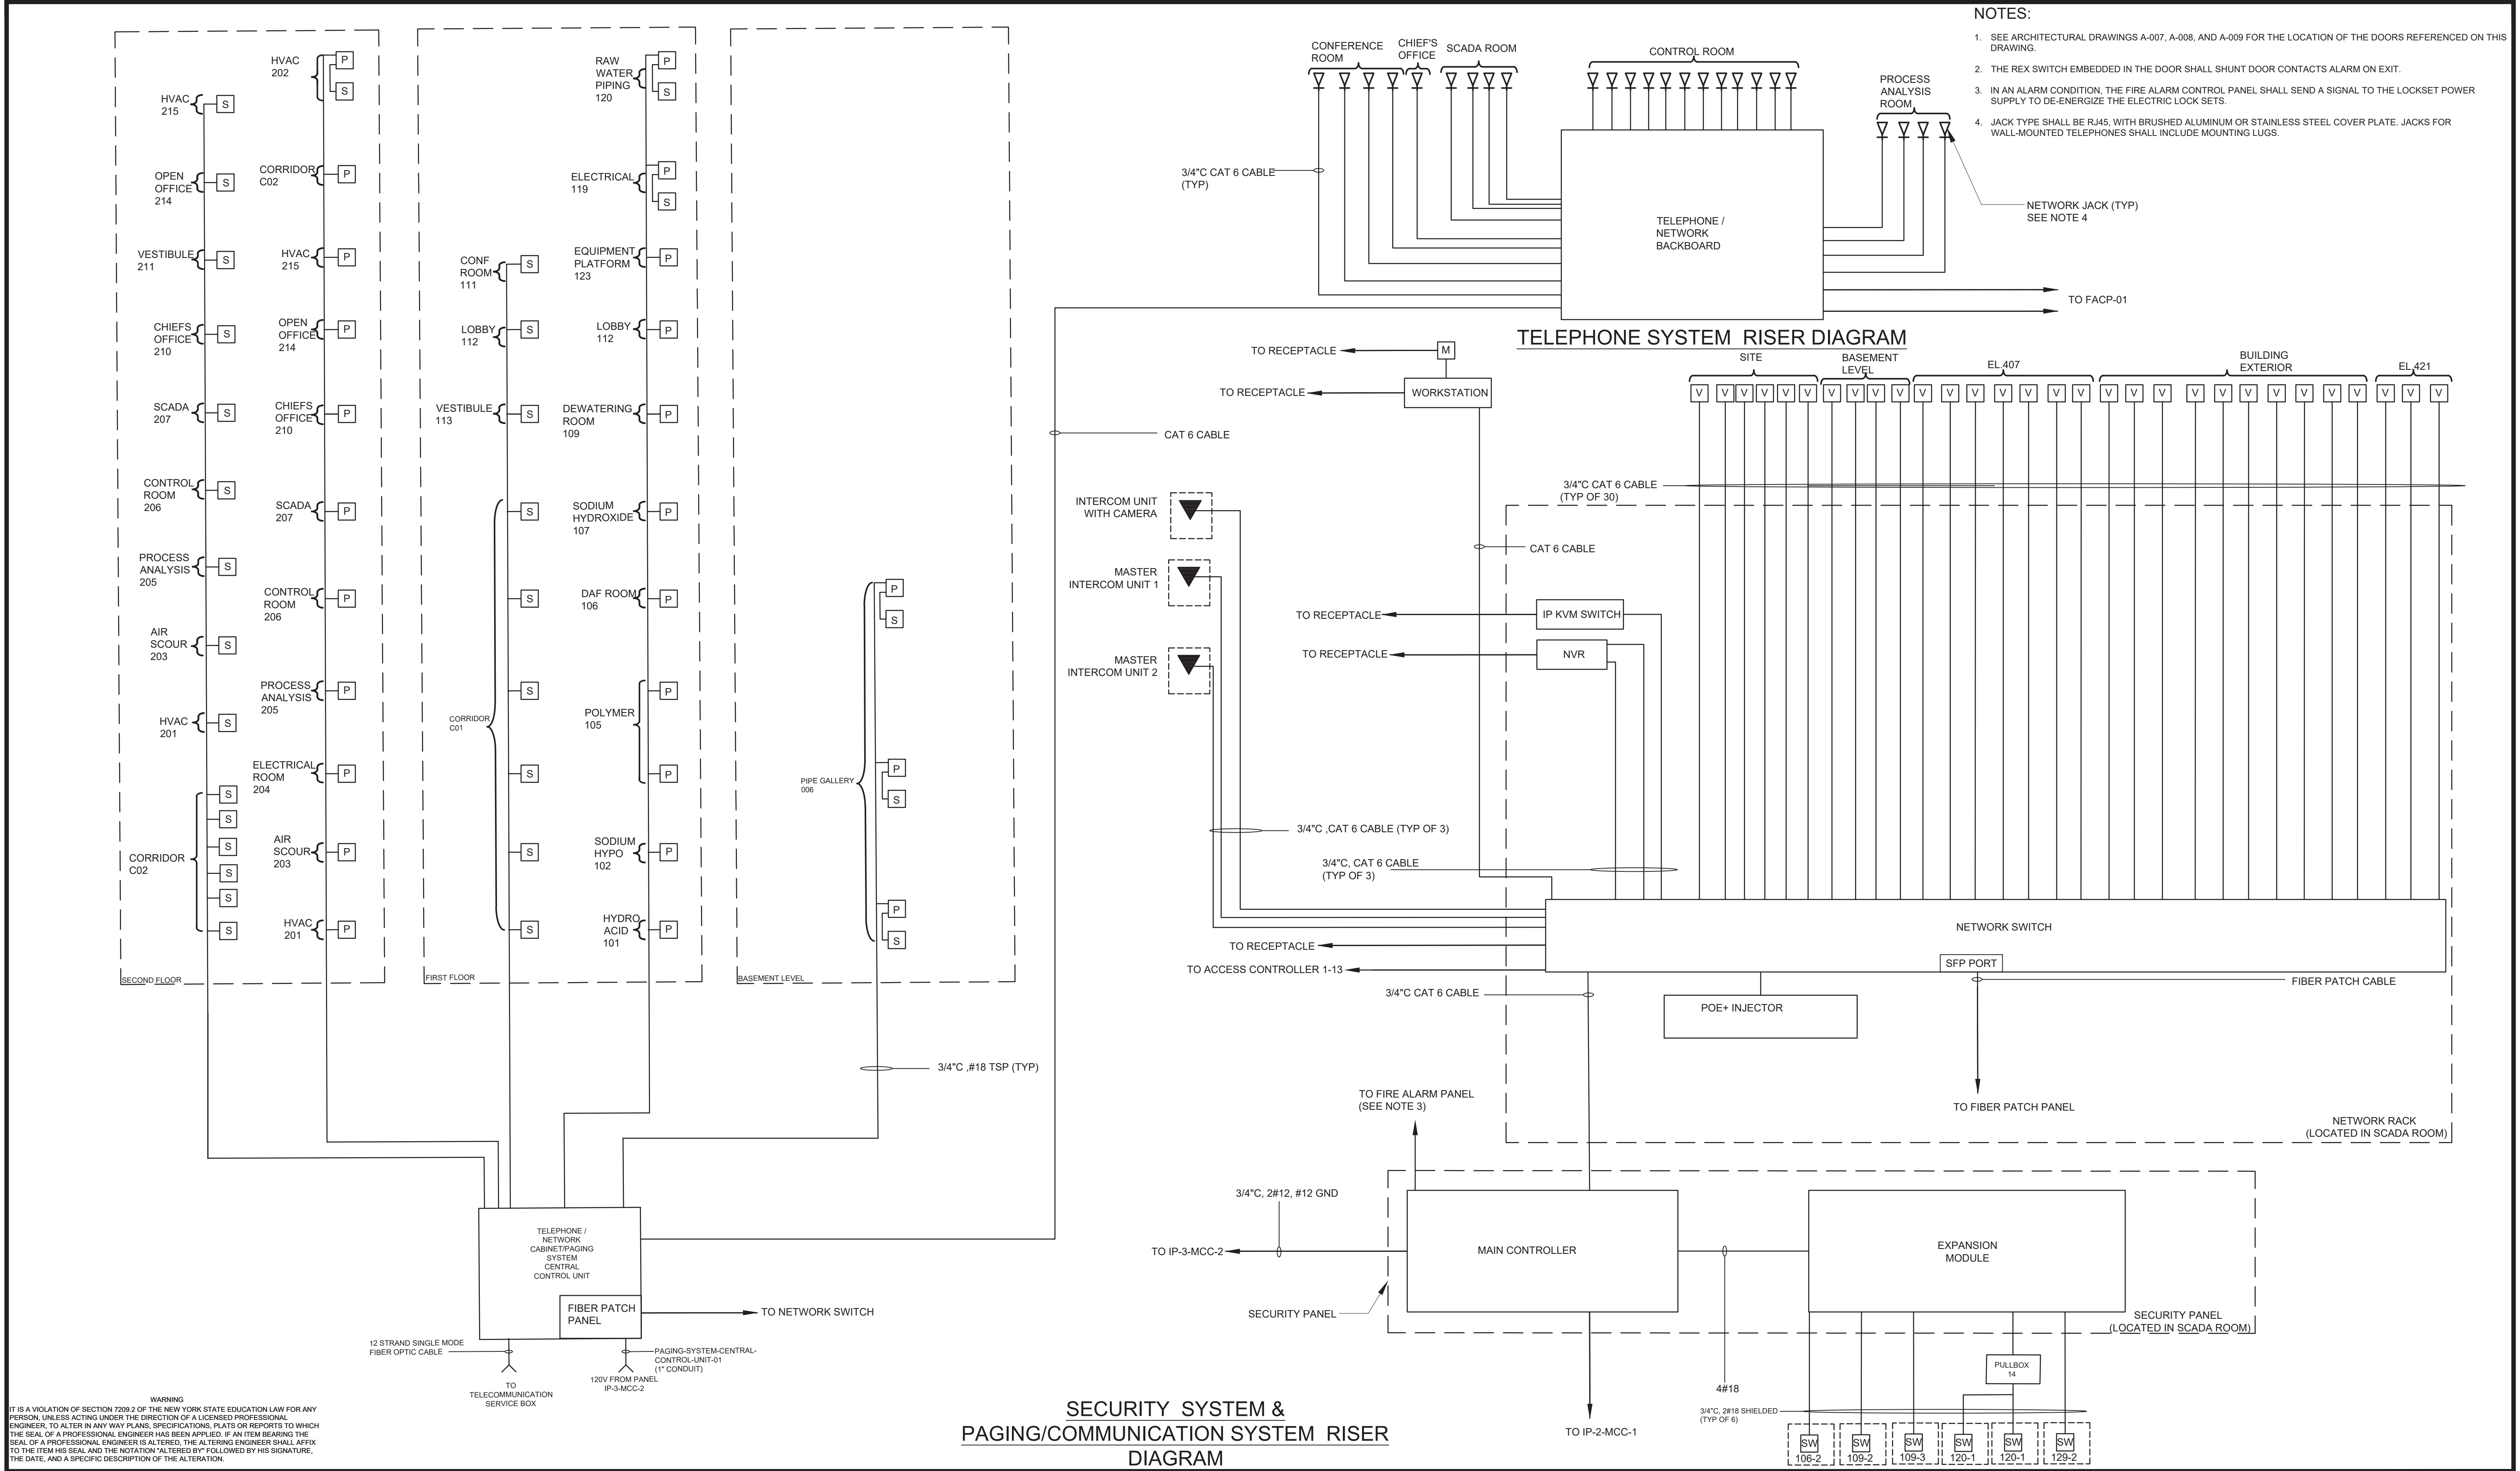 NOTES:
1. SEE ARCHITECTURAL DRAWINGS A-007, A-008, AND A-009 FOR THE LOCATION OF THE DOORS REFERENCED ON THIS
DRAWING.
2. THE REX SWITCH EMBEDDED IN THE DOOR SHALL SHUNT DOOR CONTACTS ALARM ON EXIT.
3. IN AN ALARM CONDITION, THE FIRE ALARM CONTROL PANEL SHALL SEND A SIGNAL TO THE LOCKSET POWER
SUPPLY TO DE-ENERGIZE THE ELECTRIC LOCK SETS.
4. JACK TYPE SHALL BE RJ45, WITH BRUSHED ALUMINUM OR STAINLESS STEEL COVER PLATE. JACKS FOR
WALL-MOUNTED TELEPHONES SHALL INCLUDE MOUNTING LUGS.
HVAC
215
S
OPEN
OFFICE
214
S
VESTIBULE
211
S
CHIEFS
OFFICE
210
S
SCADA
207
S
CONTROL
ROOM
206
S
PROCESS
ANALYSIS
205
S
AIR
SCOUR
203
S
HVAC
201
S
CORRIDOR
C02
S
S
S
S
S
S
HVAC
202
P
S
CORRIDOR
C02
P
HVAC
215
P
OPEN
OFFICE
214
P
CHIEFS
OFFICE
210
P
SCADA
207
P
CONTROL
ROOM
206
P
PROCESS
ANALYSIS
205
P
ELECTRICAL
ROOM
204
P
AIR
SCOUR
203
P
HVAC
201
P
SECOND FLOOR
CONF
ROOM
111
S
LOBBY
112
S
VESTIBULE
113
S
CORRIDOR
C01
S
S
S
S
S
S
RAW
WATER
PIPING
120
P
S
ELECTRICAL
119
P
S
EQUIPMENT
PLATFORM
123
P
LOBBY
112
P
DEWATERING
ROOM
109
P
SODIUM
HYDROXIDE
107
P
DAF ROOM
106
P
POLYMER
105
P
P
SODIUM
HYPO
102
P
HYDRO
ACID
101
P
FIRST FLOOR
PIPE GALLERY
006
P
S
P
S
P
S
BASEMENT LEVEL
3/4"C ,#18 TSP (TYP)
TELEPHONE /
NETWORK
CABINET/PAGING
SYSTEM
CENTRAL
CONTROL UNIT
FIBER PATCH
PANEL
TO NETWORK SWITCH
12 STRAND SINGLE MODE
FIBER OPTIC CABLE
TO
TELECOMMUNICATION
SERVICE BOX
PAGING-SYSTEM-CENTRAL-
CONTROL-UNIT-01
(1" CONDUIT)
120V FROM PANEL
IP-3-MCC-2
CONFERENCE
ROOM
CHIEF'S
OFFICE
SCADA ROOM
CONTROL ROOM
PROCESS
ANALYSIS
ROOM
3/4"C CAT 6 CABLE
(TYP)
TELEPHONE /
NETWORK
BACKBOARD
NETWORK JACK (TYP)
SEE NOTE 4
TO FACP-01
TELEPHONE SYSTEM RISER DIAGRAM
TO RECEPTACLE
M
TO RECEPTACLE
WORKSTATION
CAT 6 CABLE
SITE
BASEMENT
LEVEL
EL.407
BUILDING
EXTERIOR
EL.421
V V V V V V V V V V V V V V V V V V V V V V V V V V V V V V
3/4"C CAT 6 CABLE
(TYP OF 30)
INTERCOM UNIT
WITH CAMERA
CAT 6 CABLE
MASTER
INTERCOM UNIT 1
TO RECEPTACLE
IP KVM SWITCH
MASTER
INTERCOM UNIT 2
TO RECEPTACLE
NVR
3/4"C ,CAT 6 CABLE (TYP OF 3)
3/4"C, CAT 6 CABLE
(TYP OF 3)
NETWORK SWITCH
TO RECEPTACLE
SFP PORT
TO ACCESS CONTROLLER 1-13
3/4"C CAT 6 CABLE
FIBER PATCH CABLE
POE+ INJECTOR
TO FIBER PATCH PANEL
TO FIRE ALARM PANEL
(SEE NOTE 3)
NETWORK RACK
(LOCATED IN SCADA ROOM)
3/4"C, 2#12, #12 GND
TO IP-3-MCC-2
MAIN CONTROLLER
EXPANSION
MODULE
SECURITY PANEL
SECURITY PANEL
(LOCATED IN SCADA ROOM)
4#18
PULLBOX
14
TO IP-2-MCC-1
3/4"C, 2#18 SHIELDED
(TYP OF 6)
SW SW SW SW SW SW
106-2 109-2 109-3 120-1 120-1 129-2
SECURITY SYSTEM &
PAGING/COMMUNICATION SYSTEM RISER
DIAGRAM
WARNING
IT IS A VIOLATION OF SECTION 7209.2 OF THE NEW YORK STATE EDUCATION LAW FOR ANY
PERSON, UNLESS ACTING UNDER THE DIRECTION OF A LICENSED PROFESSIONAL
ENGINEER, TO ALTER IN ANY WAY PLANS, SPECIFICATIONS, PLATS OR REPORTS TO WHICH
THE SEAL OF A PROFESSIONAL ENGINEER HAS BEEN APPLIED. IF AN ITEM BEARING THE
SEAL OF A PROFESSIONAL ENGINEER IS ALTERED, THE ALTERING ENGINEER SHALL AFFIX
TO THE ITEM HIS SEAL AND THE NOTATION "ALTERED BY" FOLLOWED BY HIS SIGNATURE,
THE DATE, AND A SPECIFIC DESCRIPTION OF THE ALTERATION.